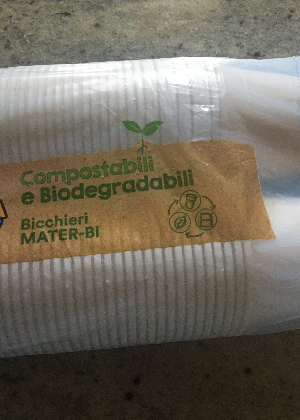 Compostabili
e Biodegradabili
Bicchieri
MATER-BI